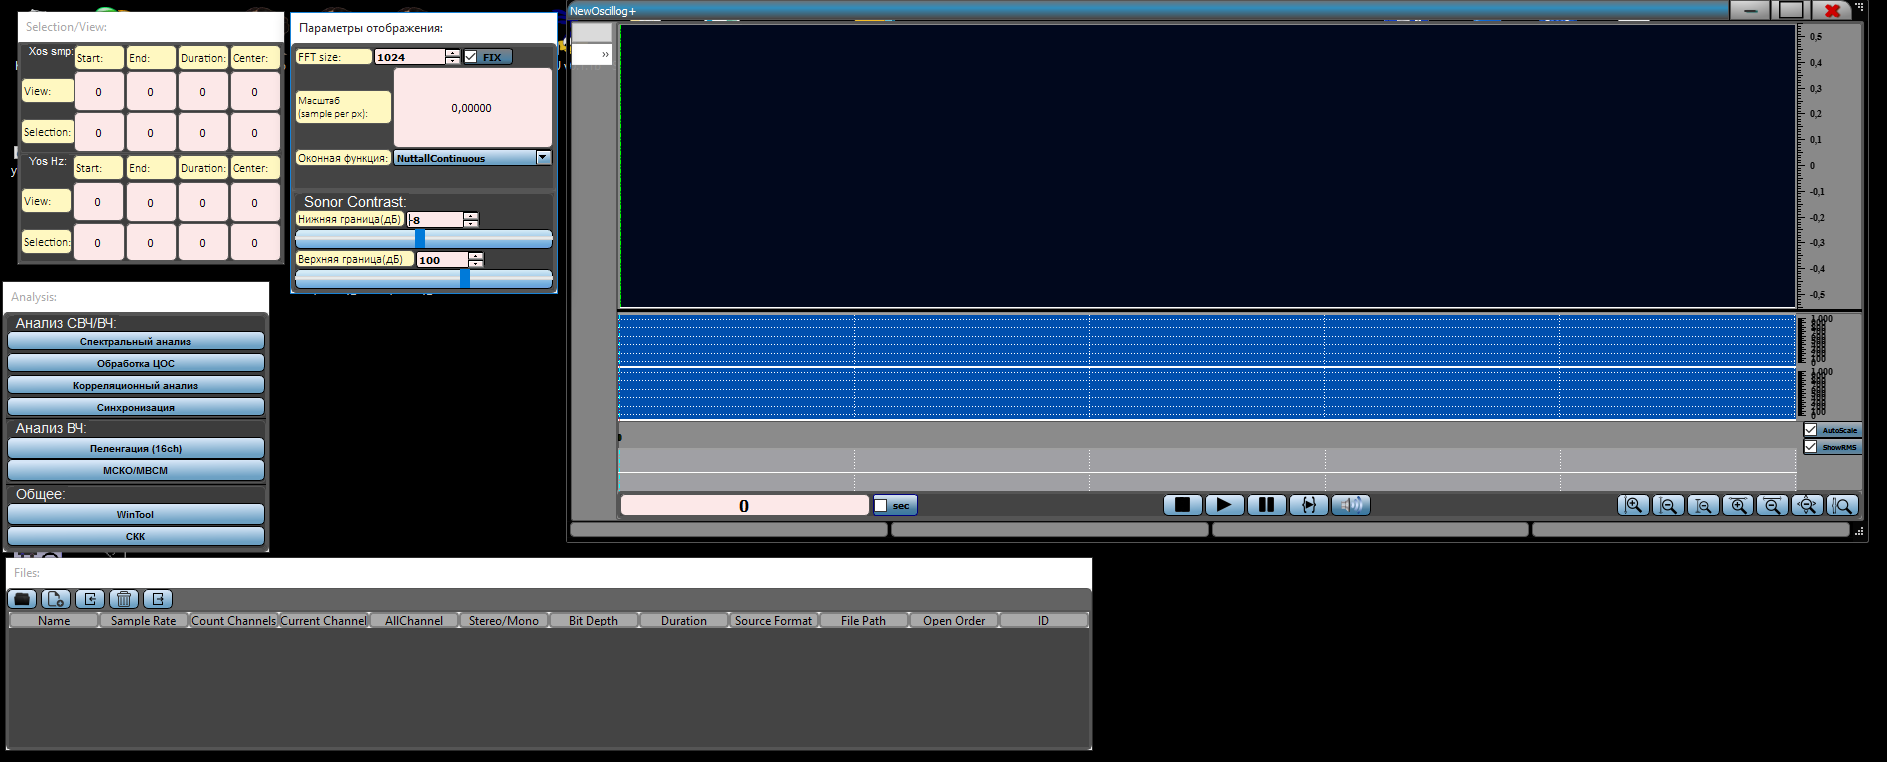 Selection/View:
Xos smp:
Start:
End:
Duration:
Center:
View:
0
0
0
0
Selection:
0
0
0
0
Yos Hz:
Start:
End:
Duration:
Center:
View:
0
0
0
0
Selection:
0
0
0
0
Параметры отображения:
FFT size:
1024
FIX
Масштаб
(sample per px):
0,00000
Оконная функция:
NuttallContinuous
Sonor Contrast:
Нижняя граница(дБ)
-8
Верхняя граница(дБ)
100
Analysis:
Анализ СВЧ/ВЧ:
Спектральный анализ
Обработка ЦОС
Корреляционный анализ
Синхронизация
Анализ ВЧ:
Пеленгация (16ch)
МСКО/МВСМ
Общее:
WinTool
СКК
NewOscillog+
»
0,5
0,4
0,3
0,2
0,1
0
-0,1
-0,2
-0,3
-0,4
-0,5
1 000
100
0
1 000
100
0
AutoScale
ShowRMS
0
sec
Files:
Name
Sample Rate
Count Channels
Current Channel
AllChannel
Stereo/Mono
Bit Depth
Duration
Source Format
File Path
Open Order
ID